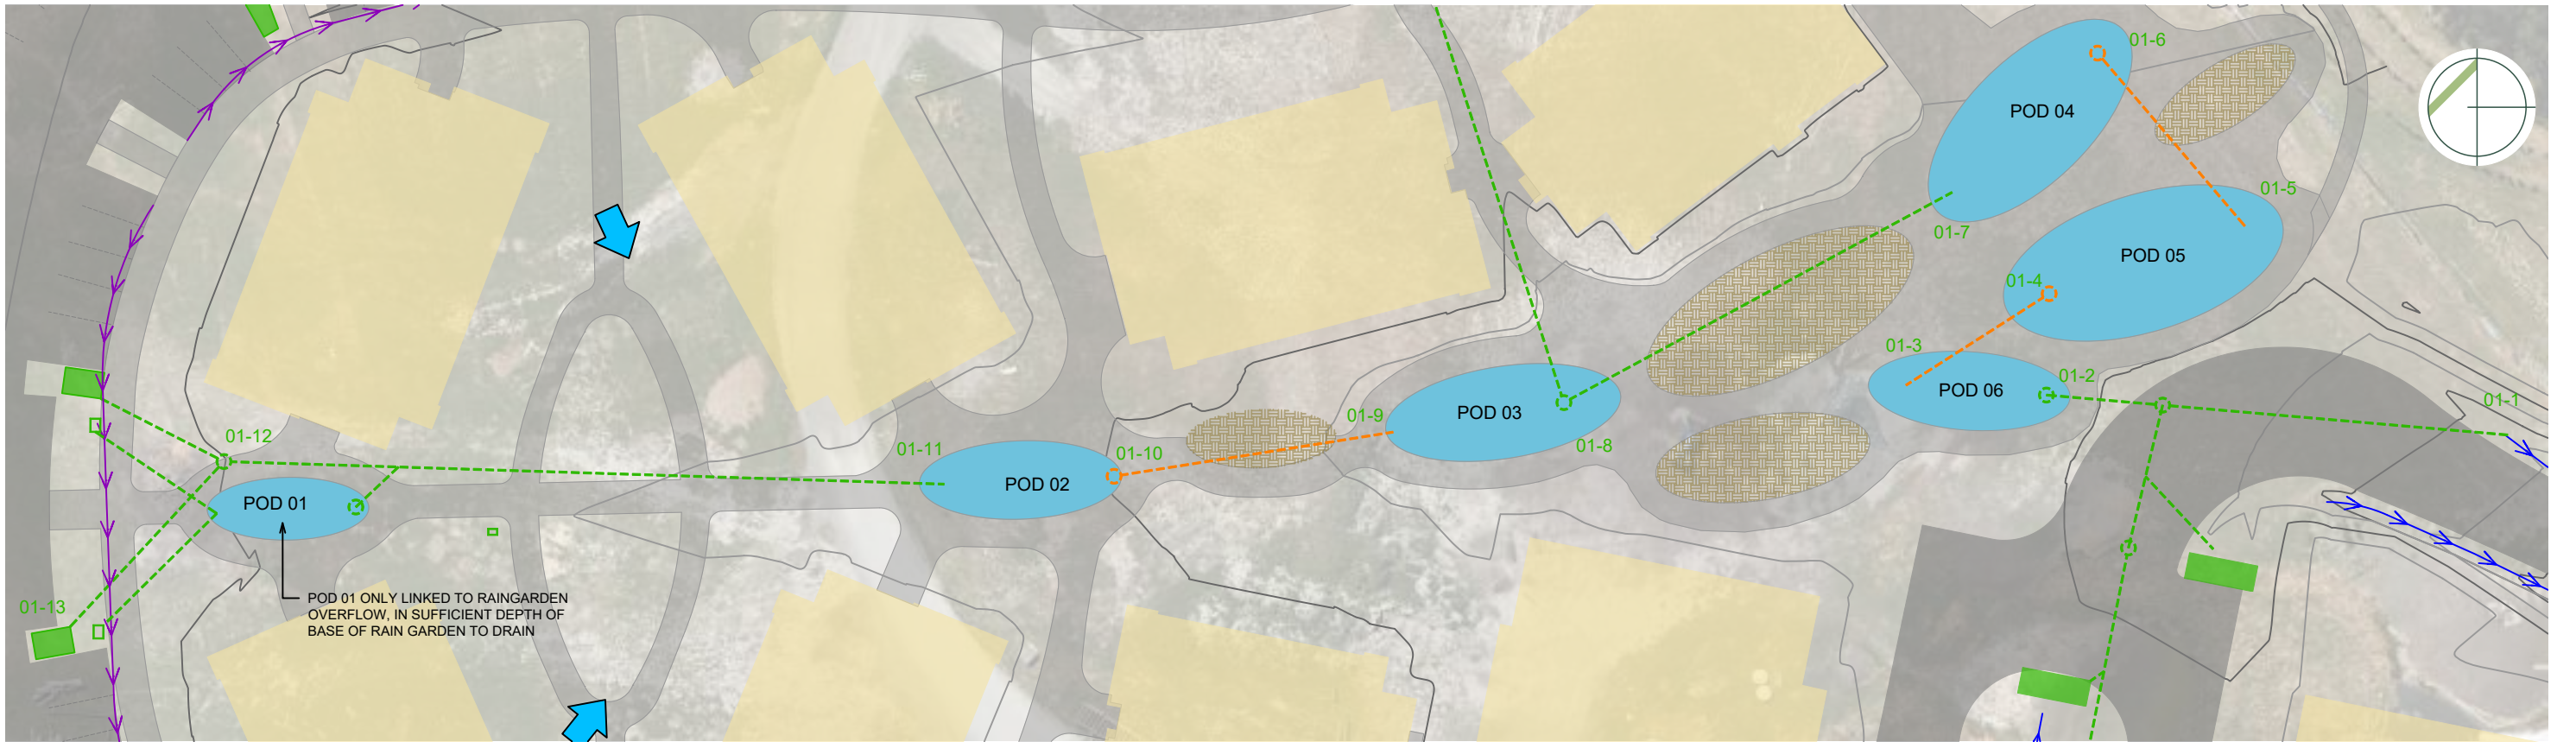 01-6
POD 04
01-5
01-7
POD 05
01-4
01-3
01-2
POD 06
01-1
POD 03
01-9
01-8
01-12
01-11
01-10
POD 02
POD 01
01-13
POD 01 ONLY LINKED TO RAINGARDEN
OVERFLOW, IN SUFFICIENT DEPTH OF
BASE OF RAIN GARDEN TO DRAIN